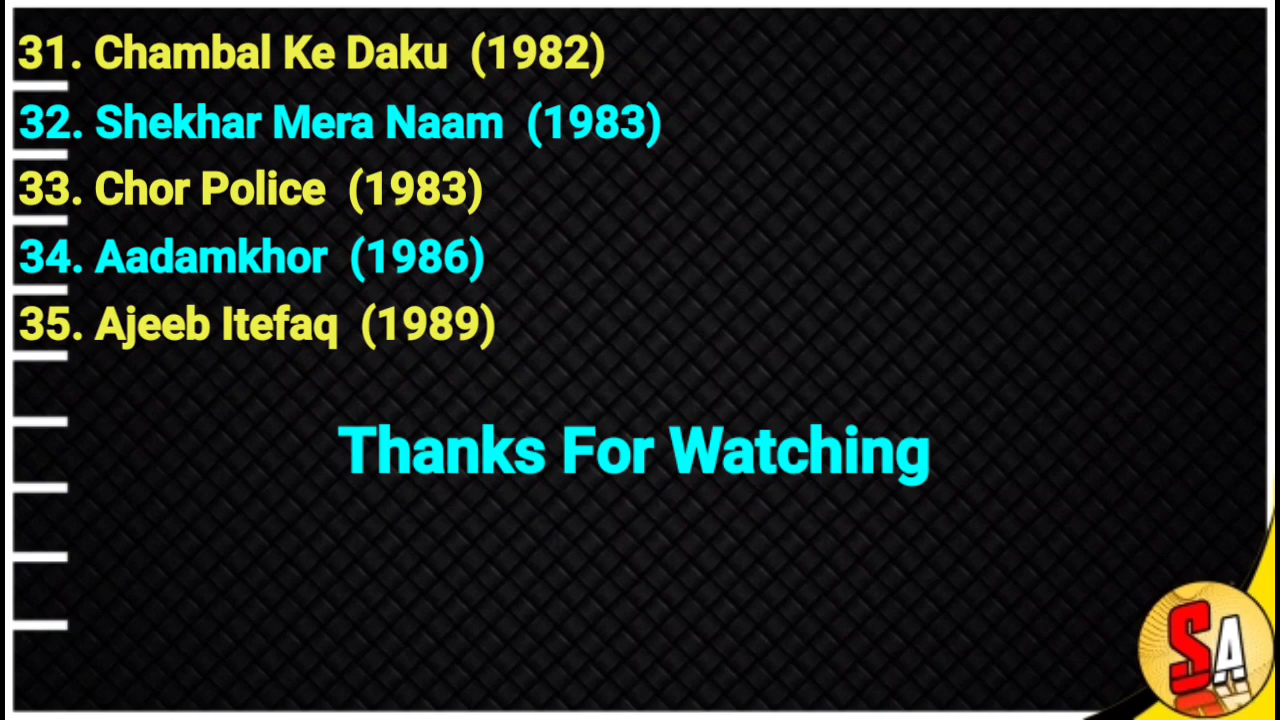 31. Chambal Ke Daku (1982)
32. Shekhar Mera Naam (1983)
33. Chor Police (1983)
34. Aadamkhor (1986)
35. Ajeeb Itefaq (1989)
Thanks For Watching
SA